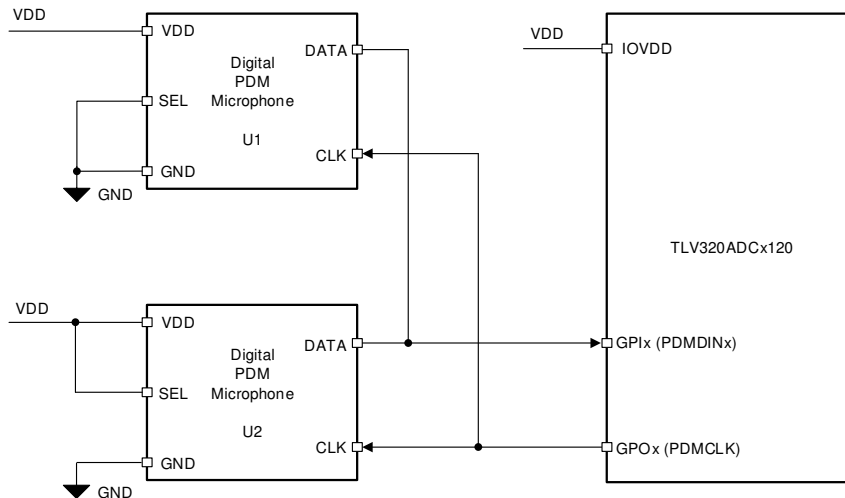 VDD
VDD
SEL
GND
GND
Digital
PDM
Microphone
U1
DATA
CLK
VDD
IOVDD
TLV320ADCx120
GPIx (PDMDINx)
GPOx (PDMCLK)
VDD
VDD
SEL
GND
GND
Digital
PDM
Microphone
U2
DATA
CLK